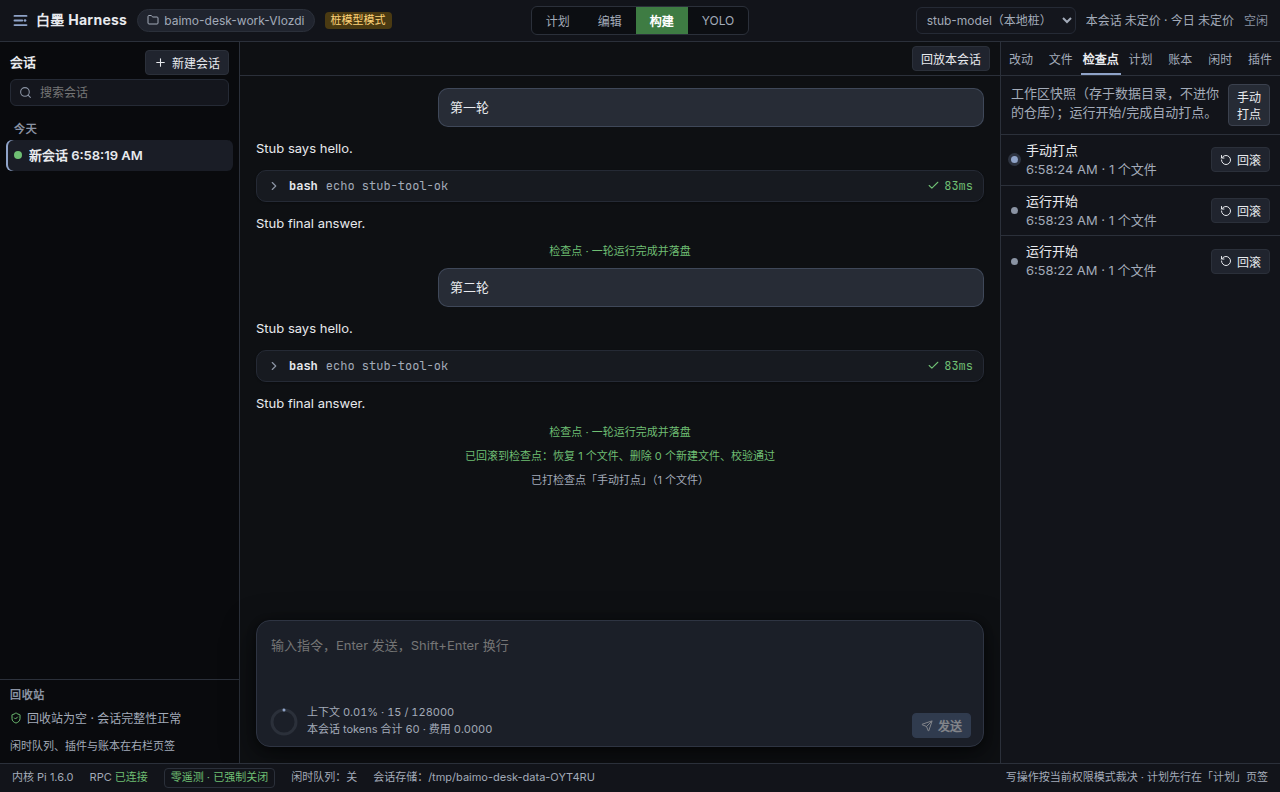 白墨 Harness
baimo-desk-work-VIozdi
桩模型模式
计划 编辑 构建 YOLO
stub-model（本地桩）
本会话 未定价 · 今日 未定价 空闲
会话
新建会话
搜索会话
今天
新会话 6:58:19 AM
回收站
回收站为空 · 会话完整性正常
闲时队列、插件与账本在右栏页签
回放本会话
第一轮
Stub says hello.
bash echo stub-tool-ok 83ms
Stub final answer.
检查点 · 一轮运行完成并落盘
第二轮
Stub says hello.
bash echo stub-tool-ok 83ms
Stub final answer.
检查点 · 一轮运行完成并落盘
已回滚到检查点：恢复 1 个文件、删除 0 个新建文件、校验通过
已打检查点「手动打点」（1 个文件）
输入指令，Enter 发送，Shift+Enter 换行
上下文 0.01% · 15 / 128000
本会话 tokens 合计 60 · 费用 0.0000
发送
改动 文件 检查点 计划 账本 闲时 插件
工作区快照（存于数据目录，不进你
的仓库）；运行开始/完成自动打点。
手动
打点
手动打点
6:58:24 AM · 1 个文件
回滚
运行开始
6:58:23 AM · 1 个文件
回滚
运行开始
6:58:22 AM · 1 个文件
回滚
内核 Pi 1.6.0 RPC 已连接 零遥测 · 已强制关闭 闲时队列：关 会话存储：/tmp/baimo-desk-data-OYT4RU
写操作按当前权限模式裁决 · 计划先行在「计划」页签